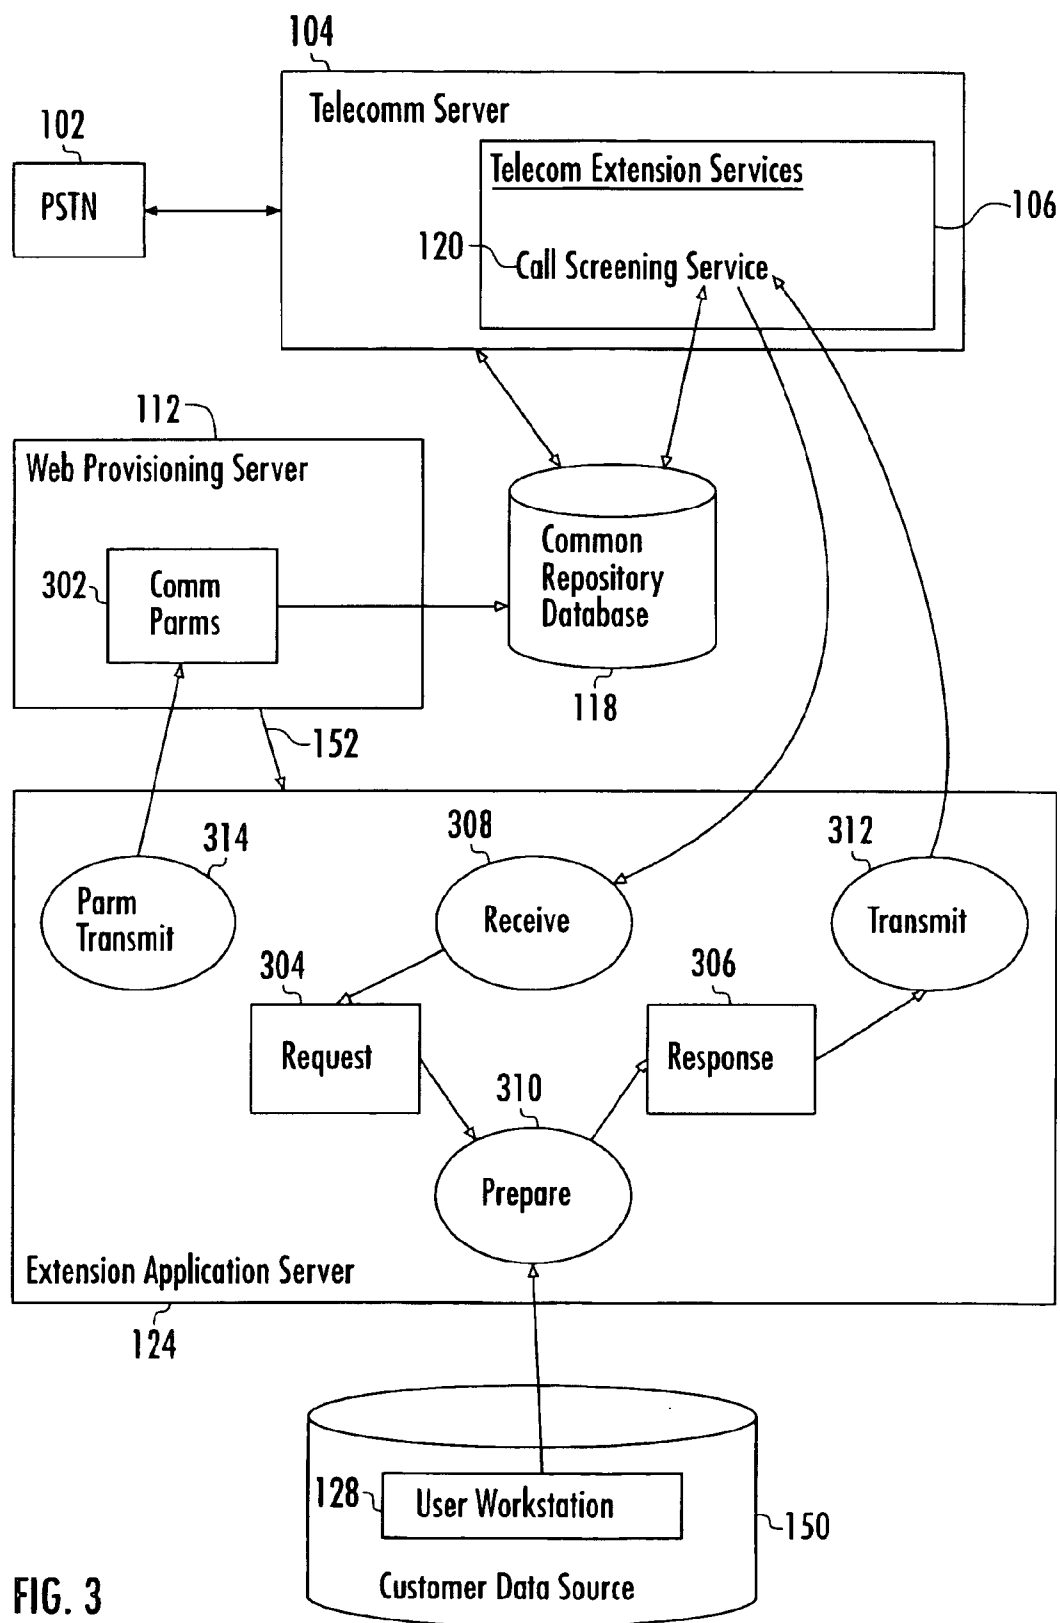 104
Telecomm Server
102
PSTN
Telecom Extension Services
106
120
Call Screening Service
112
Web Provisioning Server
302
Comm
Parms
Common
Repository
Database
118
152
314
Parm
Transmit
308
Receive
312
Transmit
304
Request
306
Response
310
Prepare
Extension Application Server
124
128
User Workstation
150
Customer Data Source
FIG. 3